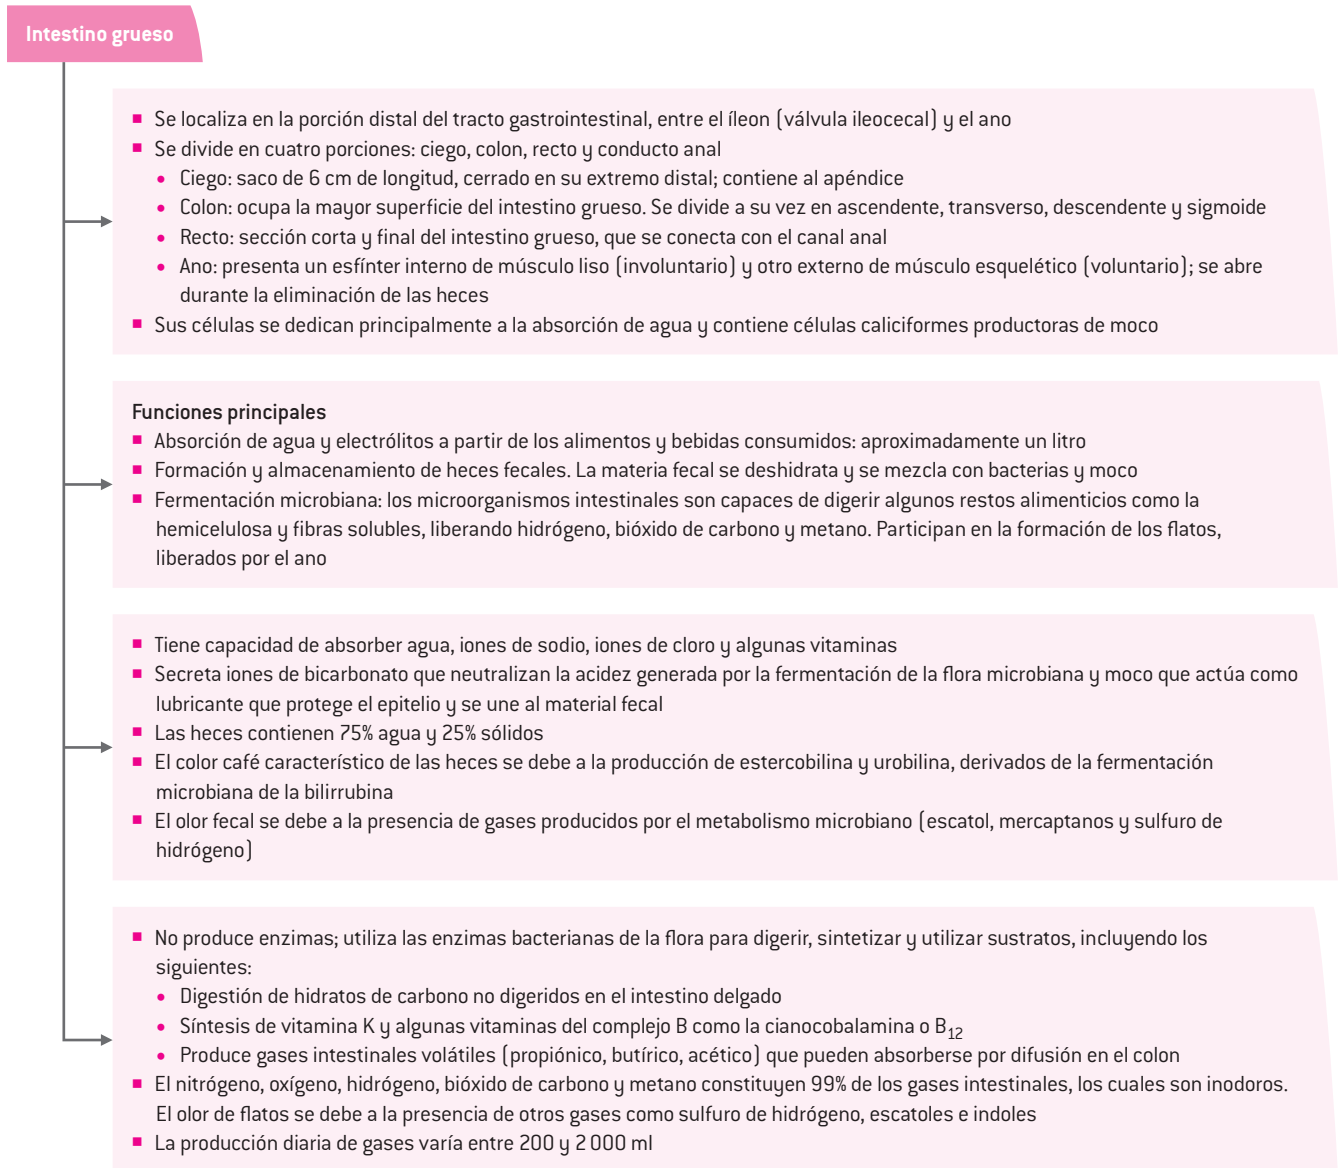 Intestino grueso
■ Se localiza en la porción distal del tracto gastrointestinal, entre el íleon (válvula ileocecal) y el ano
■ Se divide en cuatro porciones: ciego, colon, recto y conducto anal
• Ciego: saco de 6 cm de longitud, cerrado en su extremo distal; contiene al apéndice
• Colon: ocupa la mayor superficie del intestino grueso. Se divide a su vez en ascendente, transverso, descendente y sigmoide
• Recto: sección corta y final del intestino grueso, que se conecta con el canal anal
• Ano: presenta un esfínter interno de músculo liso (involuntario) y otro externo de músculo esquelético (voluntario); se abre
durante la eliminación de las heces
■ Sus células se dedican principalmente a la absorción de agua y contiene células caliciformes productoras de moco
Funciones principales
■ Absorción de agua y electrólitos a partir de los alimentos y bebidas consumidos: aproximadamente un litro
■ Formación y almacenamiento de heces fecales. La materia fecal se deshidrata y se mezcla con bacterias y moco
■ Fermentación microbiana: los microorganismos intestinales son capaces de digerir algunos restos alimenticios como la
hemicelulosa y fibras solubles, liberando hidrógeno, bióxido de carbono y metano. Participan en la formación de los flatos,
liberados por el ano
■ Tiene capacidad de absorber agua, iones de sodio, iones de cloro y algunas vitaminas
■ Secreta iones de bicarbonato que neutralizan la acidez generada por la fermentación de la flora microbiana y moco que actúa como
lubricante que protege el epitelio y se une al material fecal
■ Las heces contienen 75% agua y 25% sólidos
■ El color café característico de las heces se debe a la producción de estercobilina y urobilina, derivados de la fermentación
microbiana de la bilirrubina
■ El olor fecal se debe a la presencia de gases producidos por el metabolismo microbiano (escatol, mercaptanos y sulfuro de
hidrógeno)
■ No produce enzimas; utiliza las enzimas bacterianas de la flora para digerir, sintetizar y utilizar sustratos, incluyendo los
siguientes:
• Digestión de hidratos de carbono no digeridos en el intestino delgado
• Síntesis de vitamina K y algunas vitaminas del complejo B como la cianocobalamina o B₁₂
• Produce gases intestinales volátiles (propiónico, butírico, acético) que pueden absorberse por difusión en el colon
■ El nitrógeno, oxígeno, hidrógeno, bióxido de carbono y metano constituyen 99% de los gases intestinales, los cuales son inodoros.
El olor de flatos se debe a la presencia de otros gases como sulfuro de hidrógeno, escatoles e indoles
■ La producción diaria de gases varía entre 200 y 2 000 ml